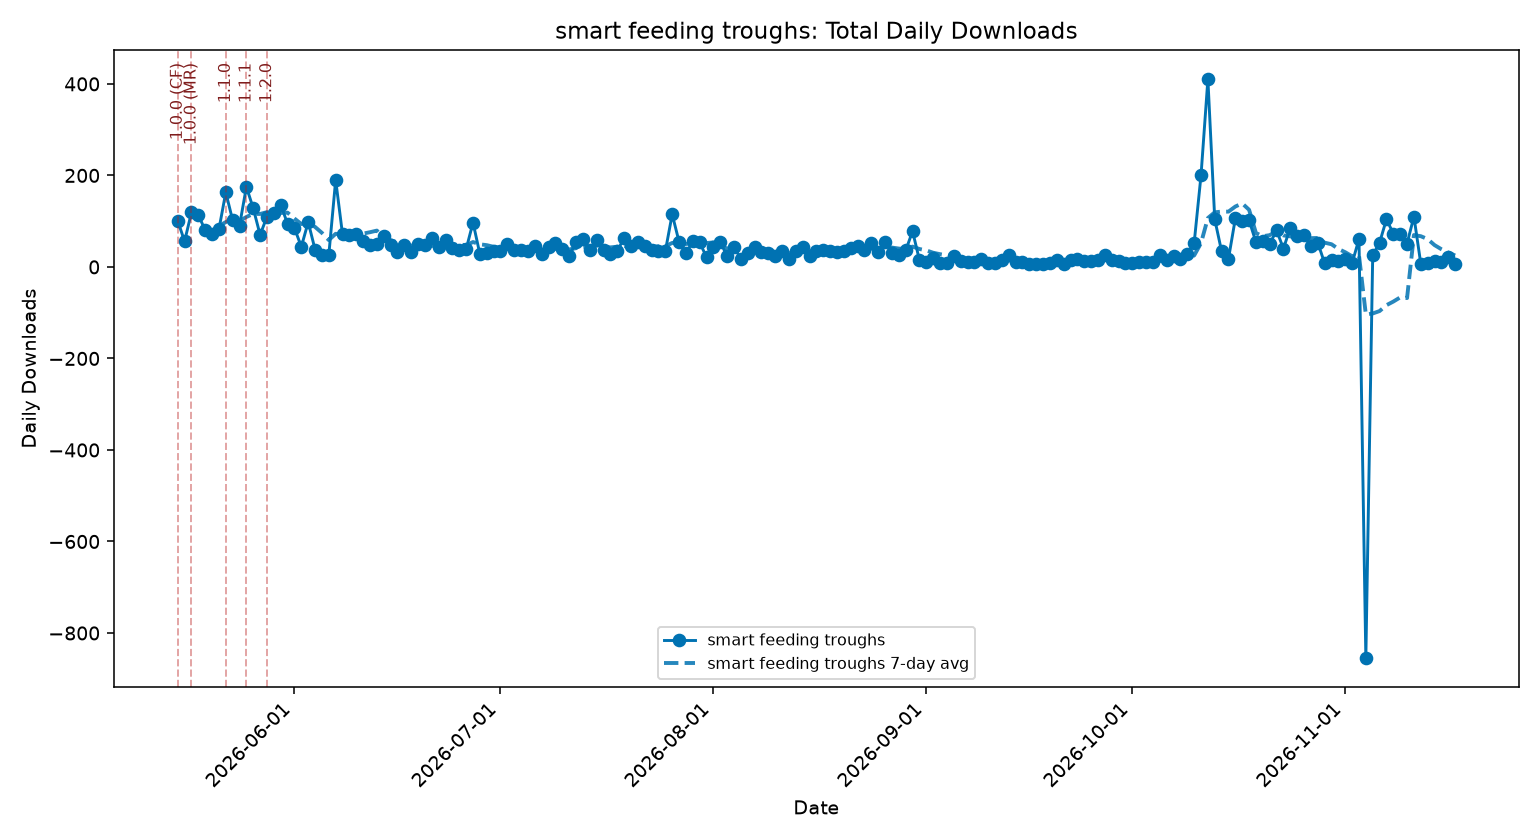 smart feeding troughs: Total Daily Downloads
1.0.0 (CF)
1.0.0 (MR)
1.1.0
1.1.1
1.2.0
400
200
0
−200
−400
−600
−800
Daily Downloads
smart feeding troughs
smart feeding troughs 7-day avg
2026-06-01
2026-07-01
2026-08-01
2026-09-01
2026-10-01
2026-11-01
Date